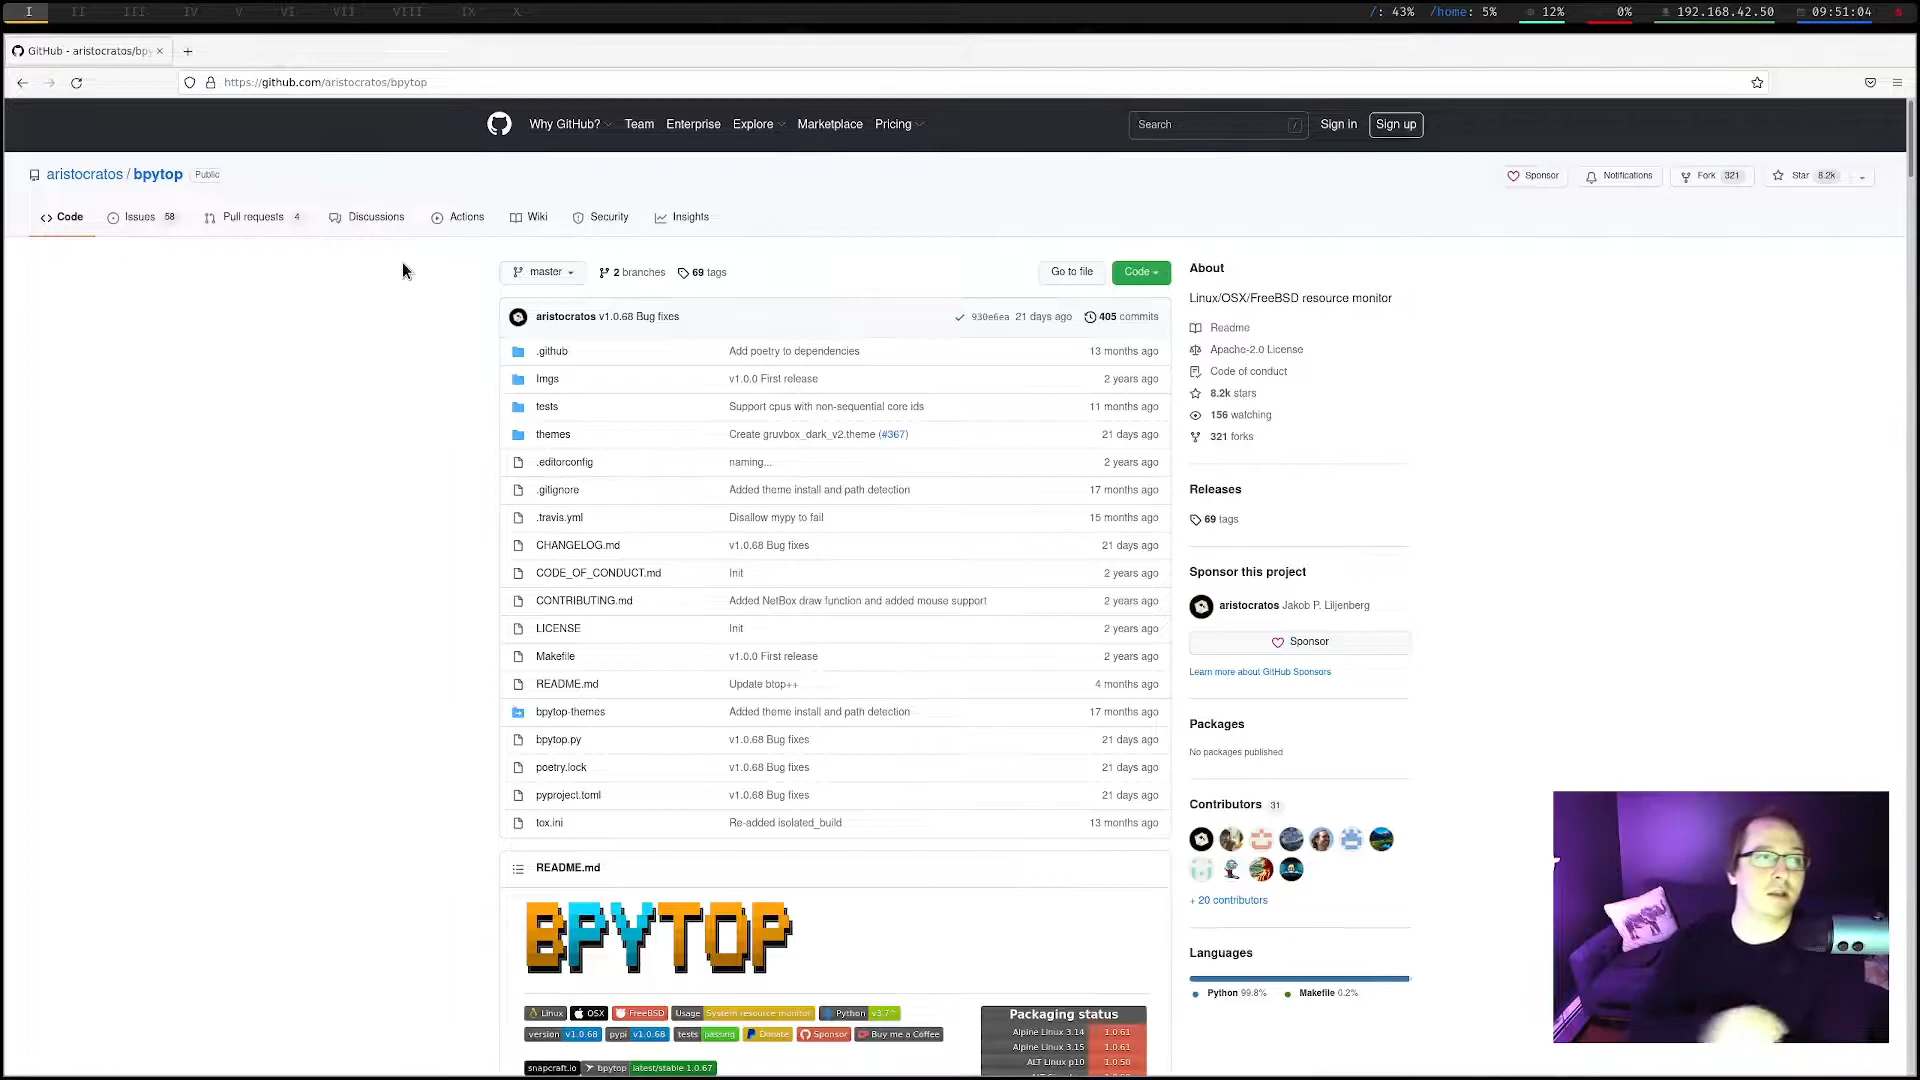 I II III IV V VI VII VIII IX X /: 43% /home: 5% 12% 0% 192.168.42.50 09:51:04
GitHub - aristocratos/bpy
https://github.com/aristocratos/bpytop
Why GitHub? Team Enterprise Explore Marketplace Pricing Search / Sign in Sign up
aristocratos / bpytop Public Sponsor Notifications Fork 321 Star 8.2k
Code Issues 58 Pull requests 4 Discussions Actions Wiki Security Insights
master 2 branches 69 tags Go to file Code
aristocratos v1.0.68 Bug fixes 930e6ea 21 days ago 405 commits
.github Add poetry to dependencies 13 months ago
Imgs v1.0.0 First release 2 years ago
tests Support cpus with non-sequential core ids 11 months ago
themes Create gruvbox_dark_v2.theme (#367) 21 days ago
.editorconfig naming... 2 years ago
.gitignore Added theme install and path detection 17 months ago
.travis.yml Disallow mypy to fail 15 months ago
CHANGELOG.md v1.0.68 Bug fixes 21 days ago
CODE_OF_CONDUCT.md Init 2 years ago
CONTRIBUTING.md Added NetBox draw function and added mouse support 2 years ago
LICENSE Init 2 years ago
Makefile v1.0.0 First release 2 years ago
README.md Update btop++ 4 months ago
bpytop-themes Added theme install and path detection 17 months ago
bpytop.py v1.0.68 Bug fixes 21 days ago
poetry.lock v1.0.68 Bug fixes 21 days ago
pyproject.toml v1.0.68 Bug fixes 21 days ago
tox.ini Re-added isolated_build 13 months ago
README.md
BPYTOP
Linux OSX FreeBSD Usage System resource monitor Python v3.7^
version v1.0.68 pypi v1.0.68 tests passing Donate Sponsor Buy me a Coffee
snapcraft.io bpytop latest/stable 1.0.67
Packaging status
Alpine Linux 3.14 1.0.61
Alpine Linux 3.15 1.0.61
ALT Linux p10 1.0.50
About
Linux/OSX/FreeBSD resource monitor
Readme
Apache-2.0 License
Code of conduct
8.2k stars
156 watching
321 forks
Releases
69 tags
Sponsor this project
aristocratos Jakob P. Liljenberg
Sponsor
Learn more about GitHub Sponsors
Packages
No packages published
Contributors 31
+ 20 contributors
Languages
Python 99.8% Makefile 0.2%